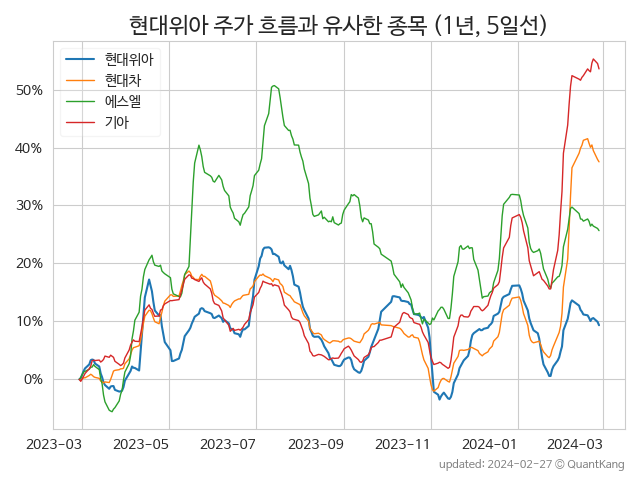 현대위아 주가 흐름과 유사한 종목 (1년, 5일선)
현대위아
현대차
에스엘
기아
50%
40%
30%
20%
10%
0%
2023-03 2023-05 2023-07 2023-09 2023-11 2024-01 2024-03
updated: 2024-02-27 © QuantKang